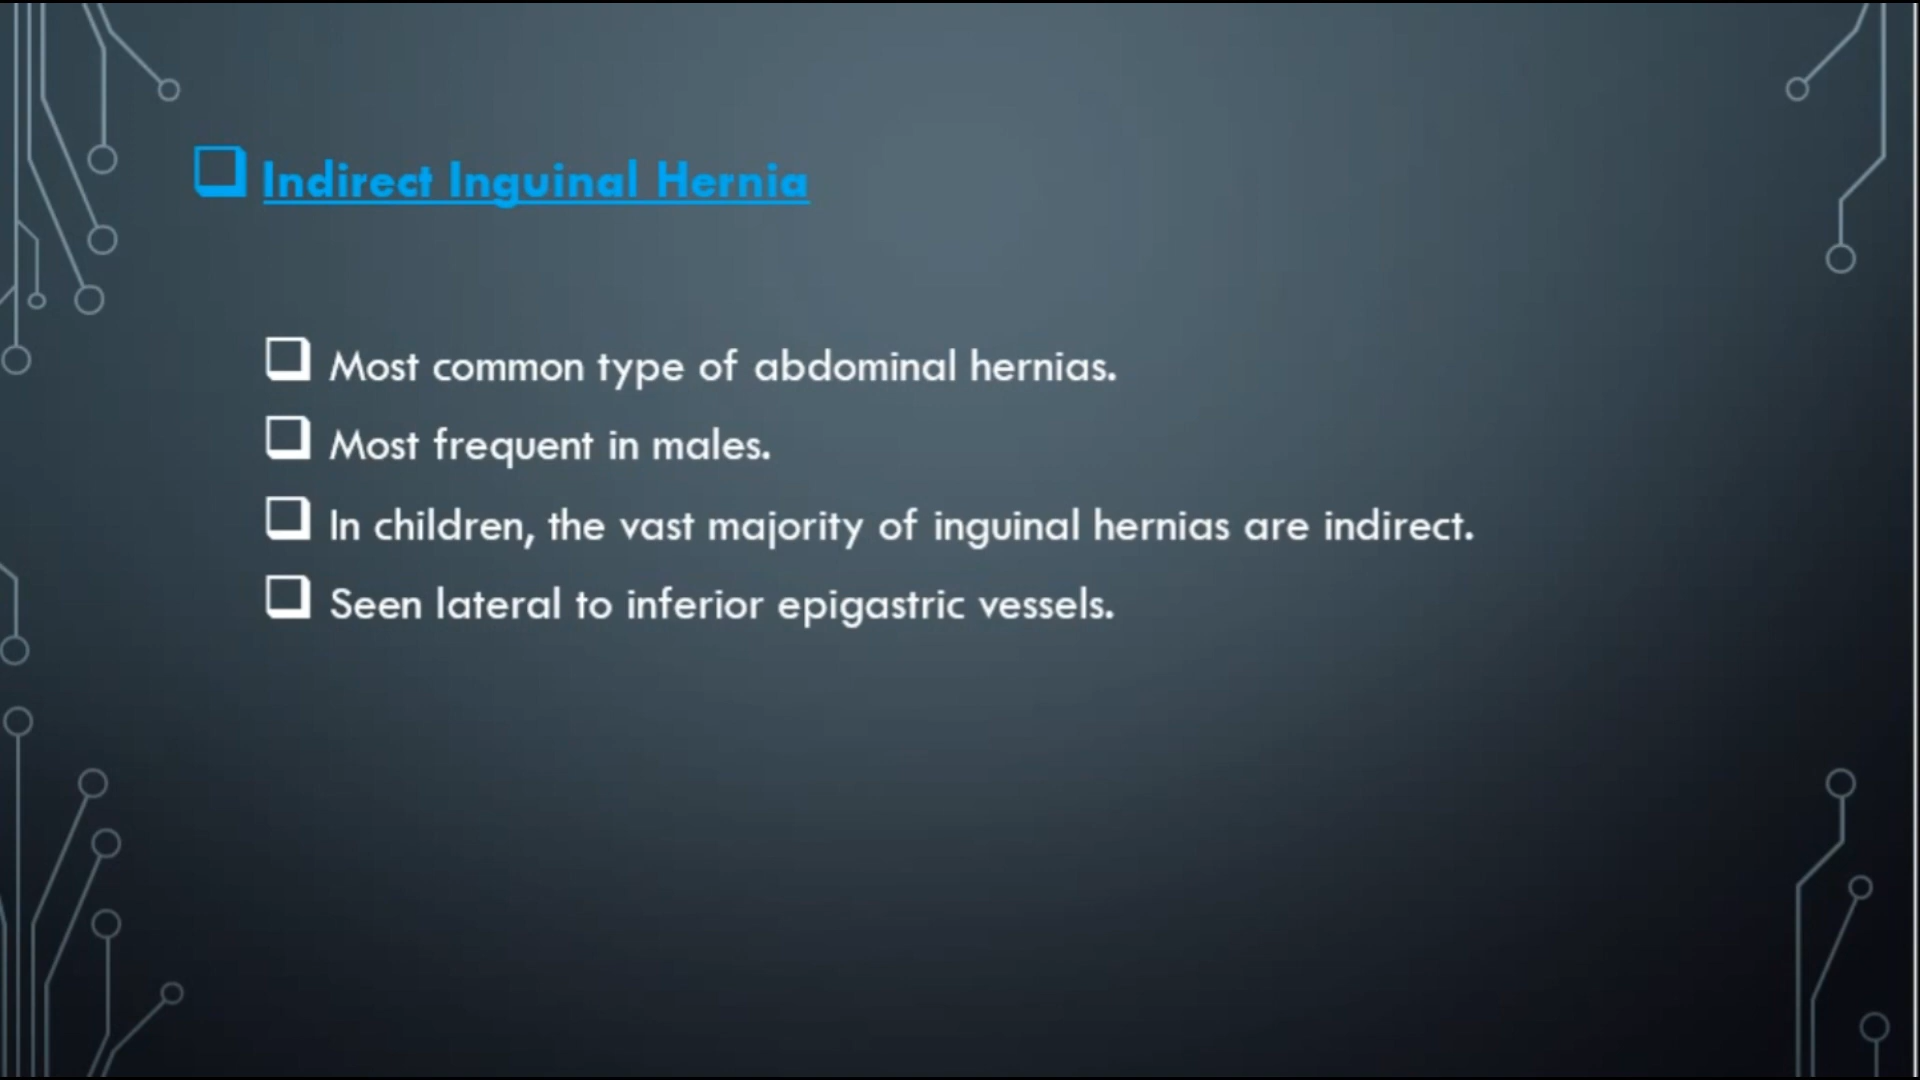 Indirect Inguinal Hernia
Most common type of abdominal hernias.
Most frequent in males.
In children, the vast majority of inguinal hernias are indirect.
Seen lateral to inferior epigastric vessels.